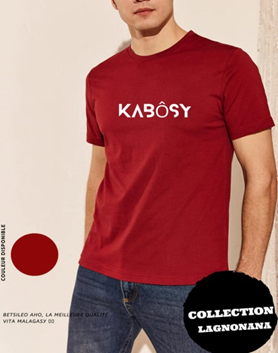 KABÔSY
COULEUR DISPONIBLE
BETSILEO AHO, LA MEILLEURE QUALITÉ
VITA MALAGASY
COLLECTION
LAGNONANA